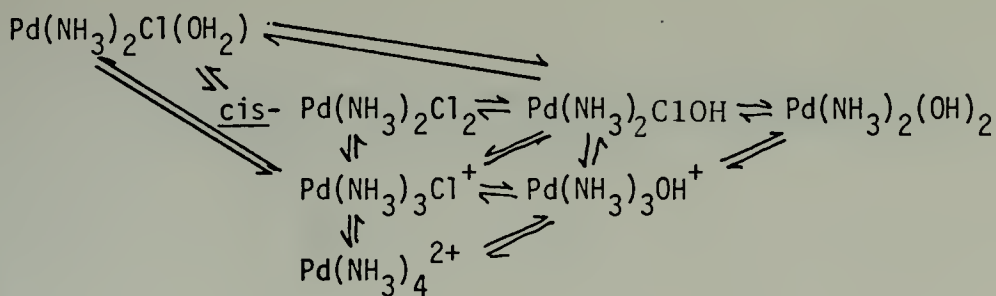 Pd(NH₃)₂Cl(OH₂)
cis- Pd(NH₃)₂Cl₂ ⇌ Pd(NH₃)₂ClOH ⇌ Pd(NH₃)₂(OH)₂
Pd(NH₃)₃Cl⁺ ⇌ Pd(NH₃)₃OH⁺
Pd(NH₃)₄²⁺